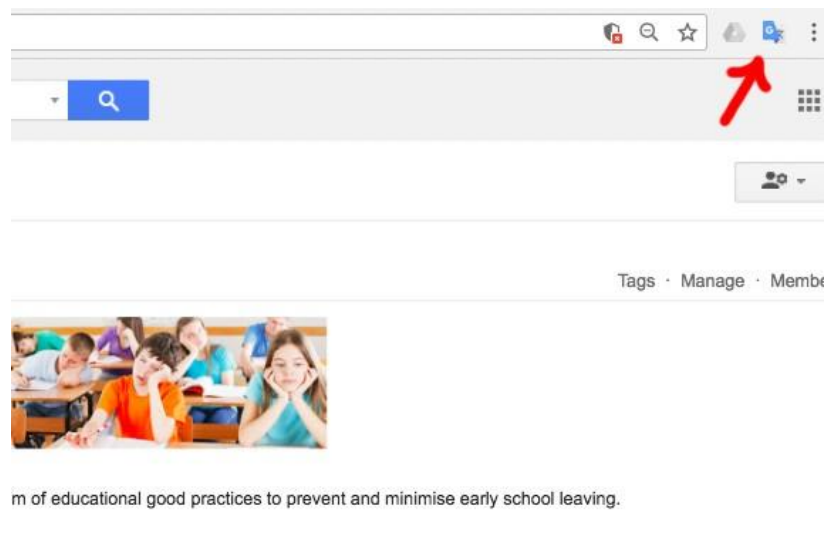 Tags · Manage · Membe
m of educational good practices to prevent and minimise early school leaving.